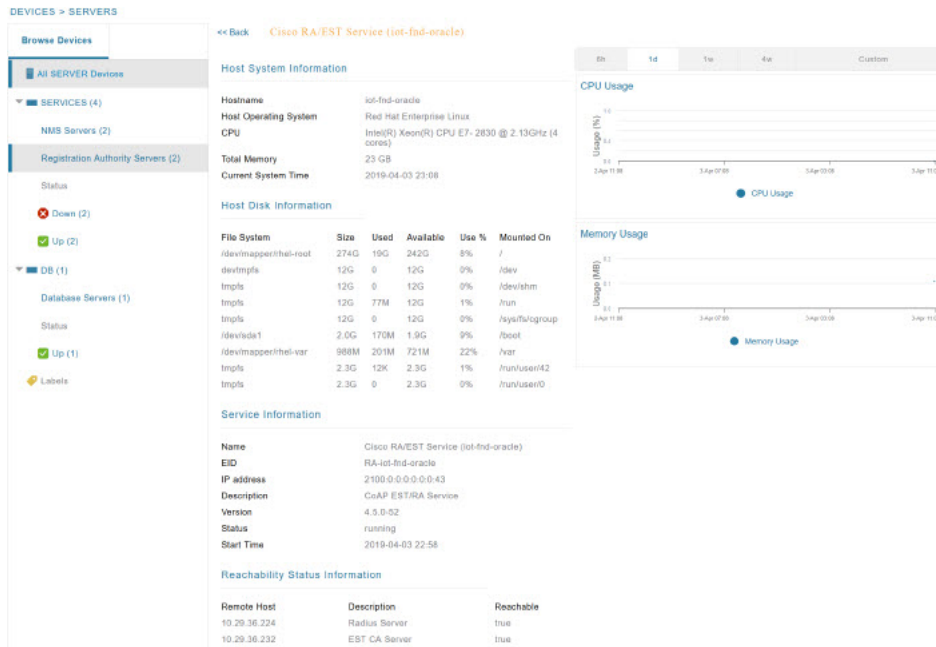 DEVICES > SERVERS
Browse Devices
All SERVER Devices
SERVICES (4)
NMS Servers (2)
Registration Authority Servers (2)
Status
Down (2)
Up (2)
DB (1)
Database Servers (1)
Status
Up (1)
Labels
<< Back Cisco RA/EST Service (iot-fnd-oracle)
Host System Information
Hostname iot-fnd-oracle
Host Operating System Red Hat Enterprise Linux
CPU Intel(R) Xeon(R) CPU E7- 2830 @ 2.13GHz (4
cores)
Total Memory 23 GB
Current System Time 2019-04-03 23:08
Host Disk Information
File System Size Used Available Use % Mounted On
/dev/mapper/rhel-root 274G 19G 242G 8% /
devtmpfs 12G 0 12G 0% /dev
tmpfs 12G 0 12G 0% /dev/shm
tmpfs 12G 77M 12G 1% /run
tmpfs 12G 0 12G 0% /sys/fs/cgroup
/dev/sda1 2.0G 170M 1.9G 9% /boot
/dev/mapper/rhel-var 988M 201M 721M 22% /var
tmpfs 2.3G 12K 2.3G 1% /run/user/42
tmpfs 2.3G 0 2.3G 0% /run/user/0
Service Information
Name Cisco RA/EST Service (iot-fnd-oracle)
EID RA-iot-fnd-oracle
IP address 2100:0:0:0:0:0:0:43
Description CoAP EST/RA Service
Version 4.5.0-52
Status running
Start Time 2019-04-03 22:58
Reachability Status Information
Remote Host Description Reachable
10.29.36.224 Radius Server true
10.29.36.232 EST CA Server true
6h 1d 1w 4w Custom
CPU Usage
Usage (%)
CPU Usage
Memory Usage
Usage (MB)
0.2
0.1
Memory Usage